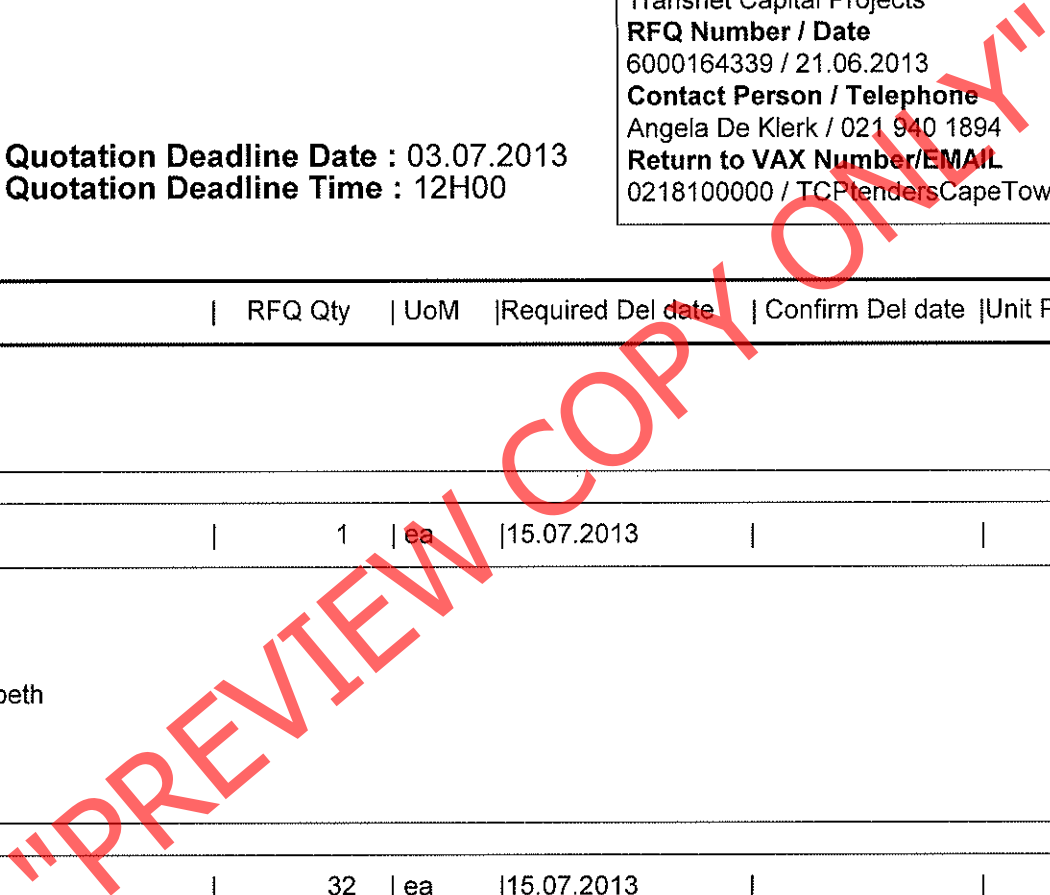 Transnet Capital Projects
RFQ Number / Date
6000164339 / 21.06.2013
Contact Person / Telephone
Angela De Klerk / 021 940 1894
Return to VAX Number/EMAIL
0218100000 / TCPtendersCapeTow
Quotation Deadline Date : 03.07.2013
Quotation Deadline Time : 12H00
| RFQ Qty | UoM |Required Del date | Confirm Del date |Unit P
| 1 | ea |15.07.2013 | |
beth
| 32 | ea |15.07.2013 | |
"PREVIEW COPY ONLY"